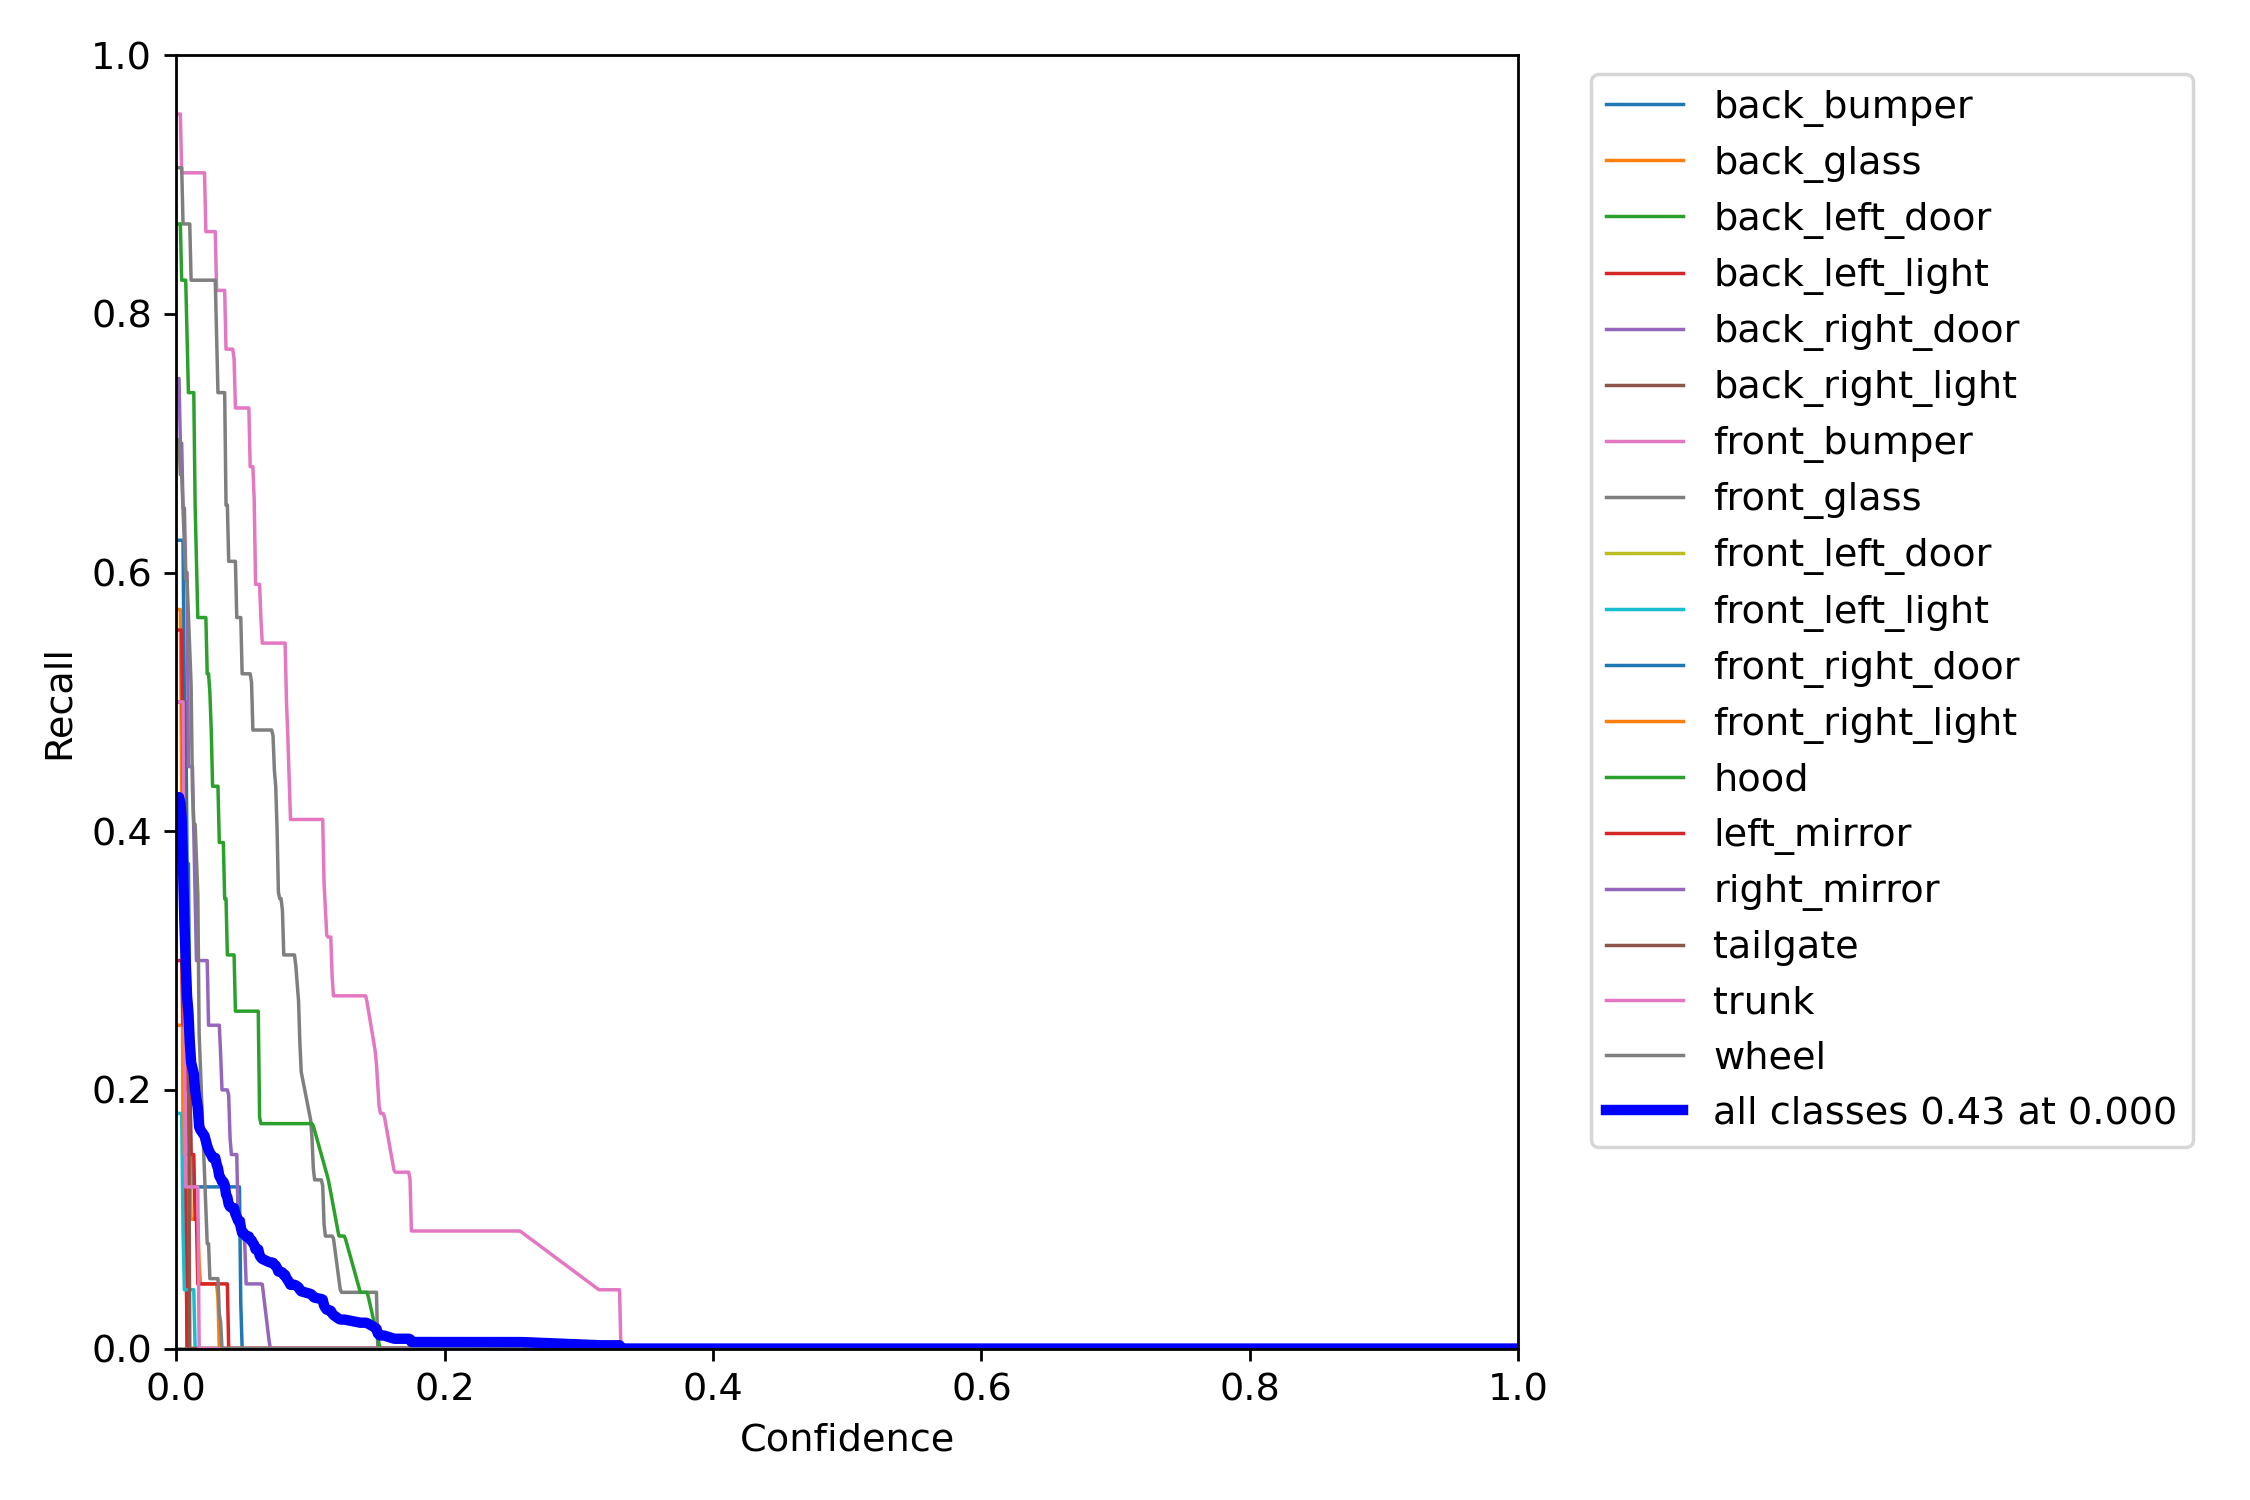 1.0
0.8
0.6
0.4
0.2
0.0
Recall
0.0 0.2 0.4 0.6 0.8 1.0
Confidence
back_bumper
back_glass
back_left_door
back_left_light
back_right_door
back_right_light
front_bumper
front_glass
front_left_door
front_left_light
front_right_door
front_right_light
hood
left_mirror
right_mirror
tailgate
trunk
wheel
all classes 0.43 at 0.000